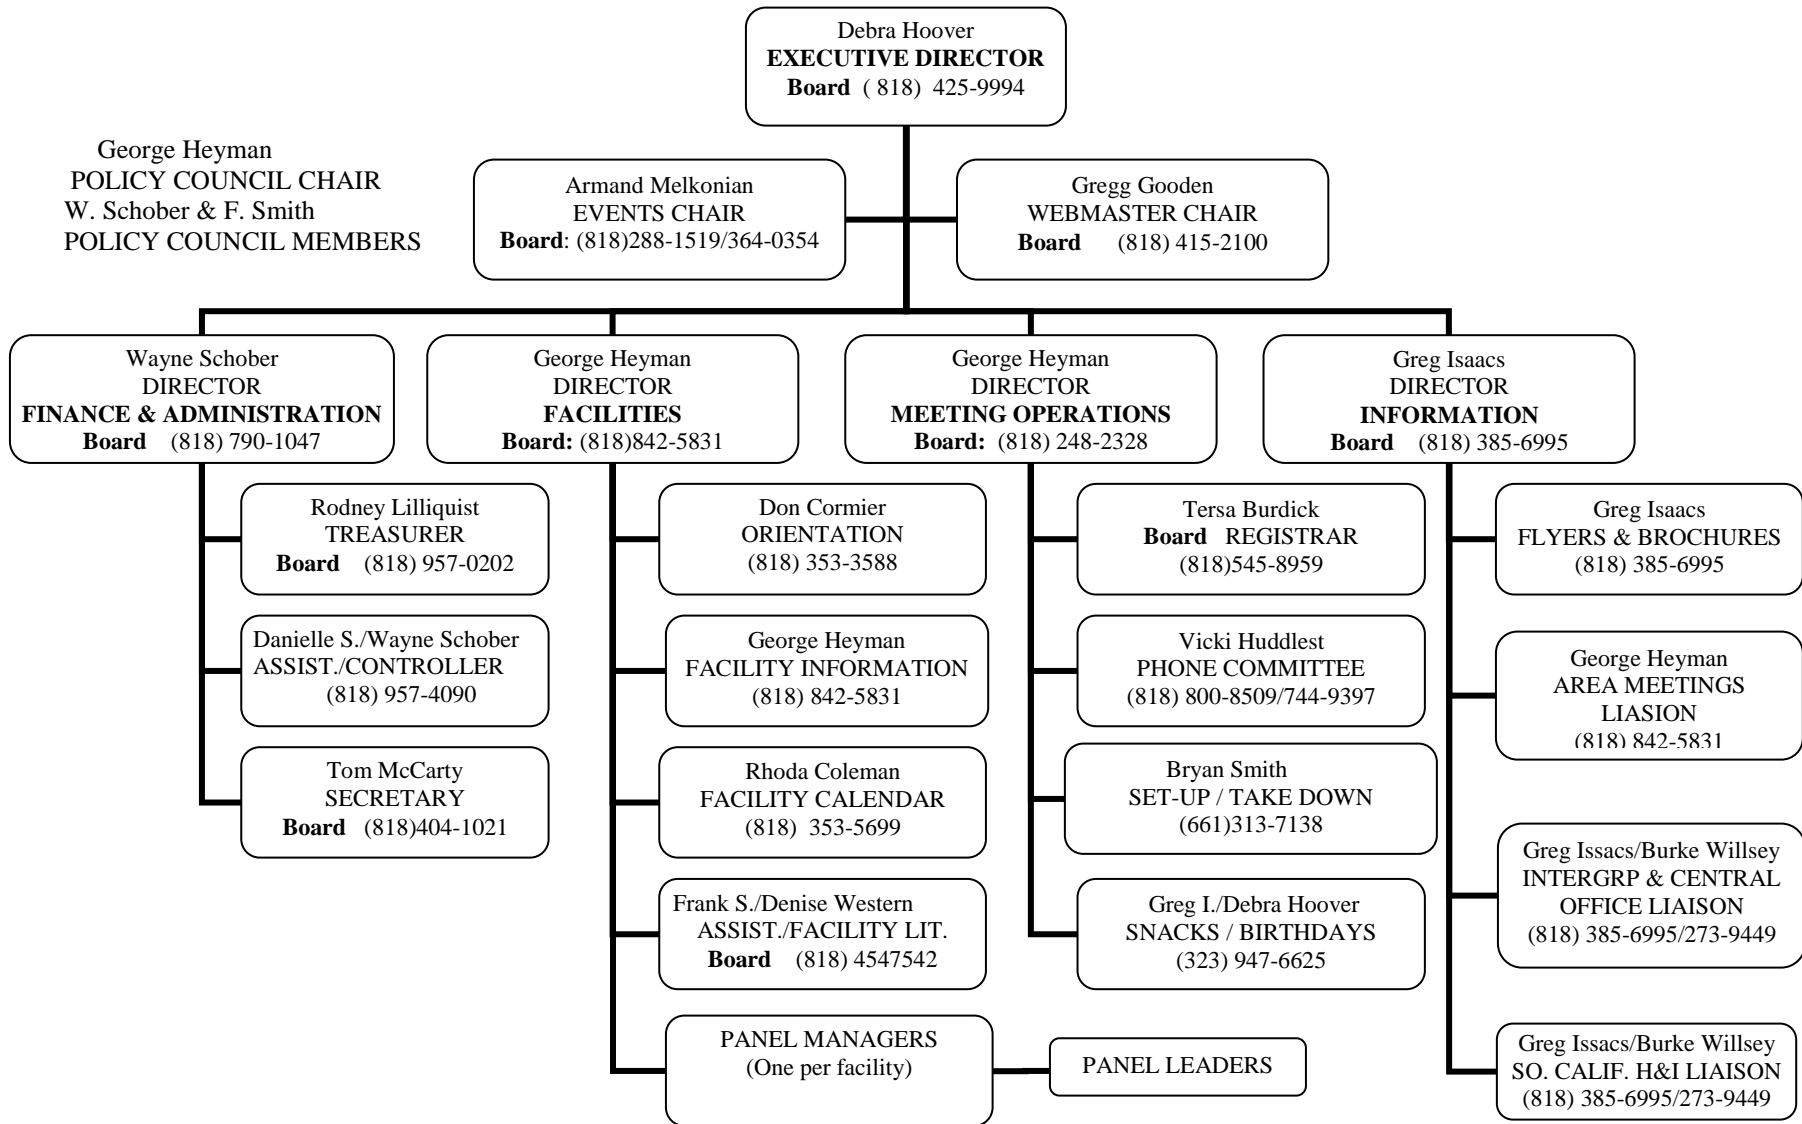 Debra Hoover
EXECUTIVE DIRECTOR
Board ( 818) 425-9994
George Heyman
POLICY COUNCIL CHAIR
W. Schober & F. Smith
POLICY COUNCIL MEMBERS
Armand Melkonian
EVENTS CHAIR
Board: (818)288-1519/364-0354
Gregg Gooden
WEBMASTER CHAIR
Board (818) 415-2100
Wayne Schober
DIRECTOR
FINANCE & ADMINISTRATION
Board (818) 790-1047
George Heyman
DIRECTOR
FACILITIES
Board: (818)842-5831
George Heyman
DIRECTOR
MEETING OPERATIONS
Board: (818) 248-2328
Greg Isaacs
DIRECTOR
INFORMATION
Board (818) 385-6995
Rodney Lilliquist
TREASURER
Board (818) 957-0202
Danielle S./Wayne Schober
ASSIST./CONTROLLER
(818) 957-4090
Tom McCarty
SECRETARY
Board (818)404-1021
Don Cormier
ORIENTATION
(818) 353-3588
George Heyman
FACILITY INFORMATION
(818) 842-5831
Rhoda Coleman
FACILITY CALENDAR
(818) 353-5699
Frank S./Denise Western
ASSIST./FACILITY LIT.
Board (818) 4547542
PANEL MANAGERS
(One per facility)
PANEL LEADERS
Tersa Burdick
Board REGISTRAR
(818)545-8959
Vicki Huddlest
PHONE COMMITTEE
(818) 800-8509/744-9397
Bryan Smith
SET-UP / TAKE DOWN
(661)313-7138
Greg I./Debra Hoover
SNACKS / BIRTHDAYS
(323) 947-6625
Greg Isaacs
FLYERS & BROCHURES
(818) 385-6995
George Heyman
AREA MEETINGS
LIASION
(818) 842-5831
Greg Issacs/Burke Willsey
INTERGRP & CENTRAL
OFFICE LIAISON
(818) 385-6995/273-9449
Greg Issacs/Burke Willsey
SO. CALIF. H&I LIAISON
(818) 385-6995/273-9449